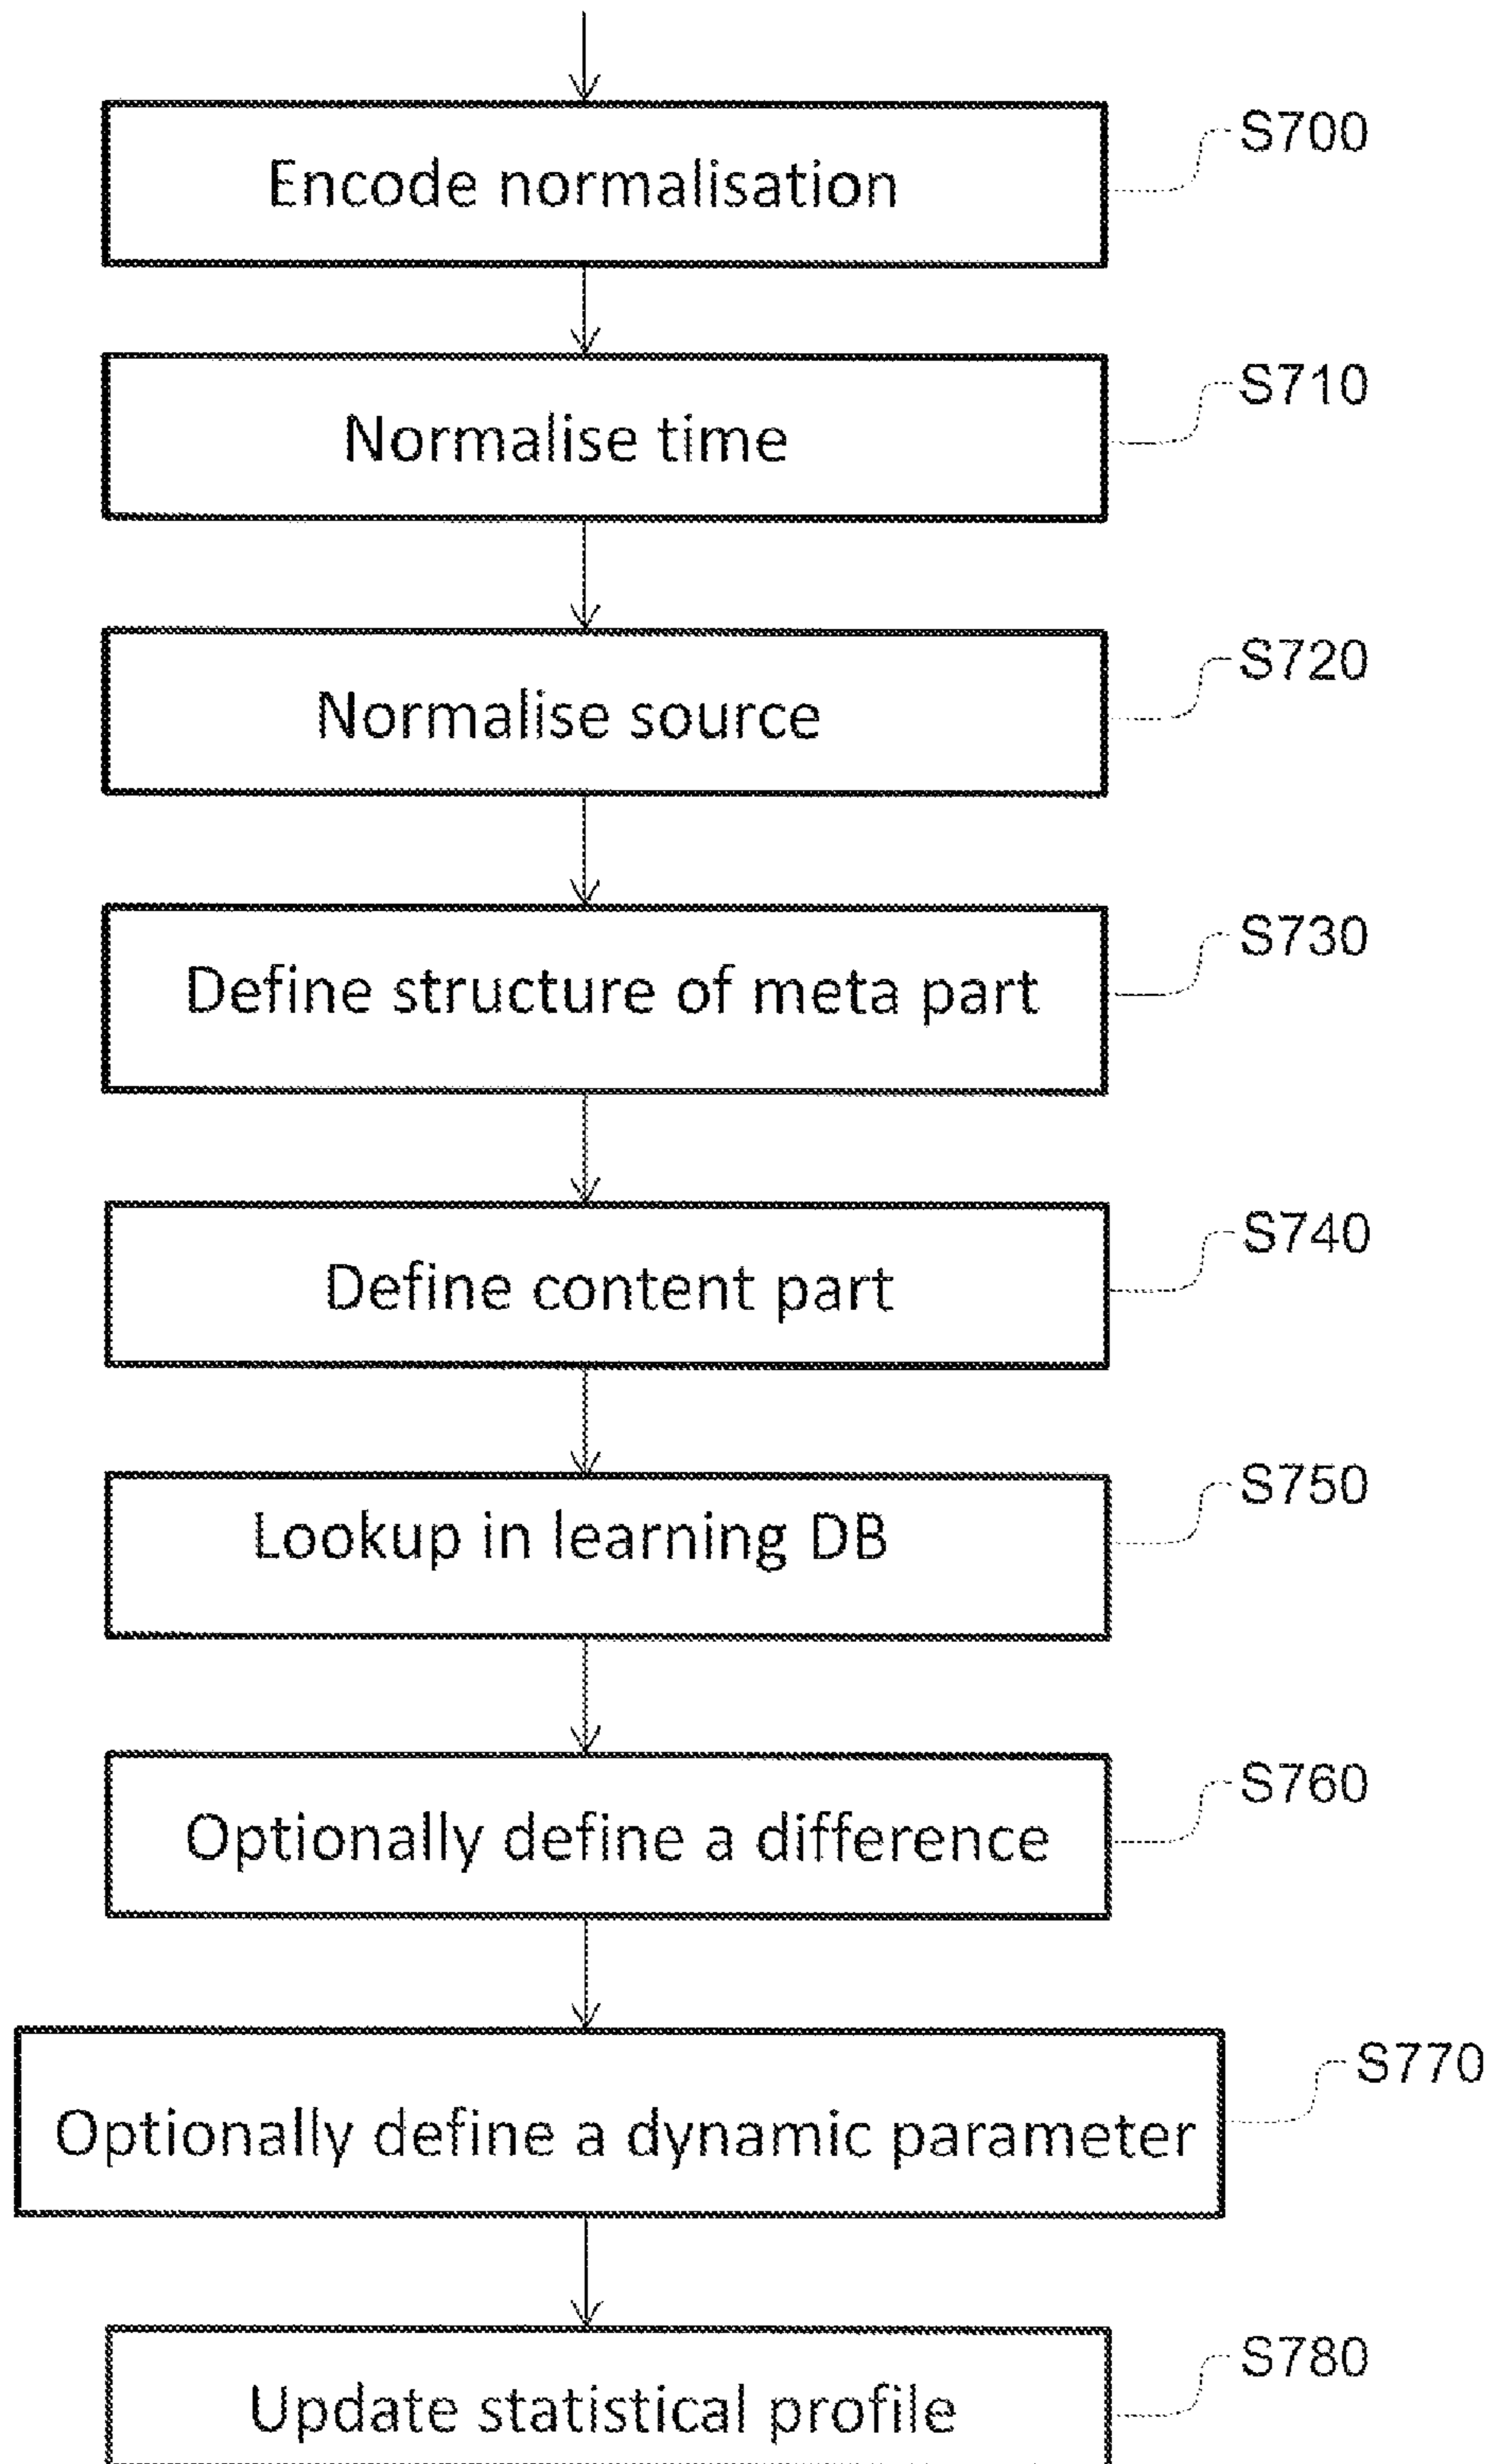 Encode normalisation
S700
Normalise time
S710
Normalise source
S720
Define structure of meta part
S730
Define content part
S740
Lookup in learning DB
S750
Optionally define a difference
S760
Optionally define a dynamic parameter
S770
Update statistical profile
S780